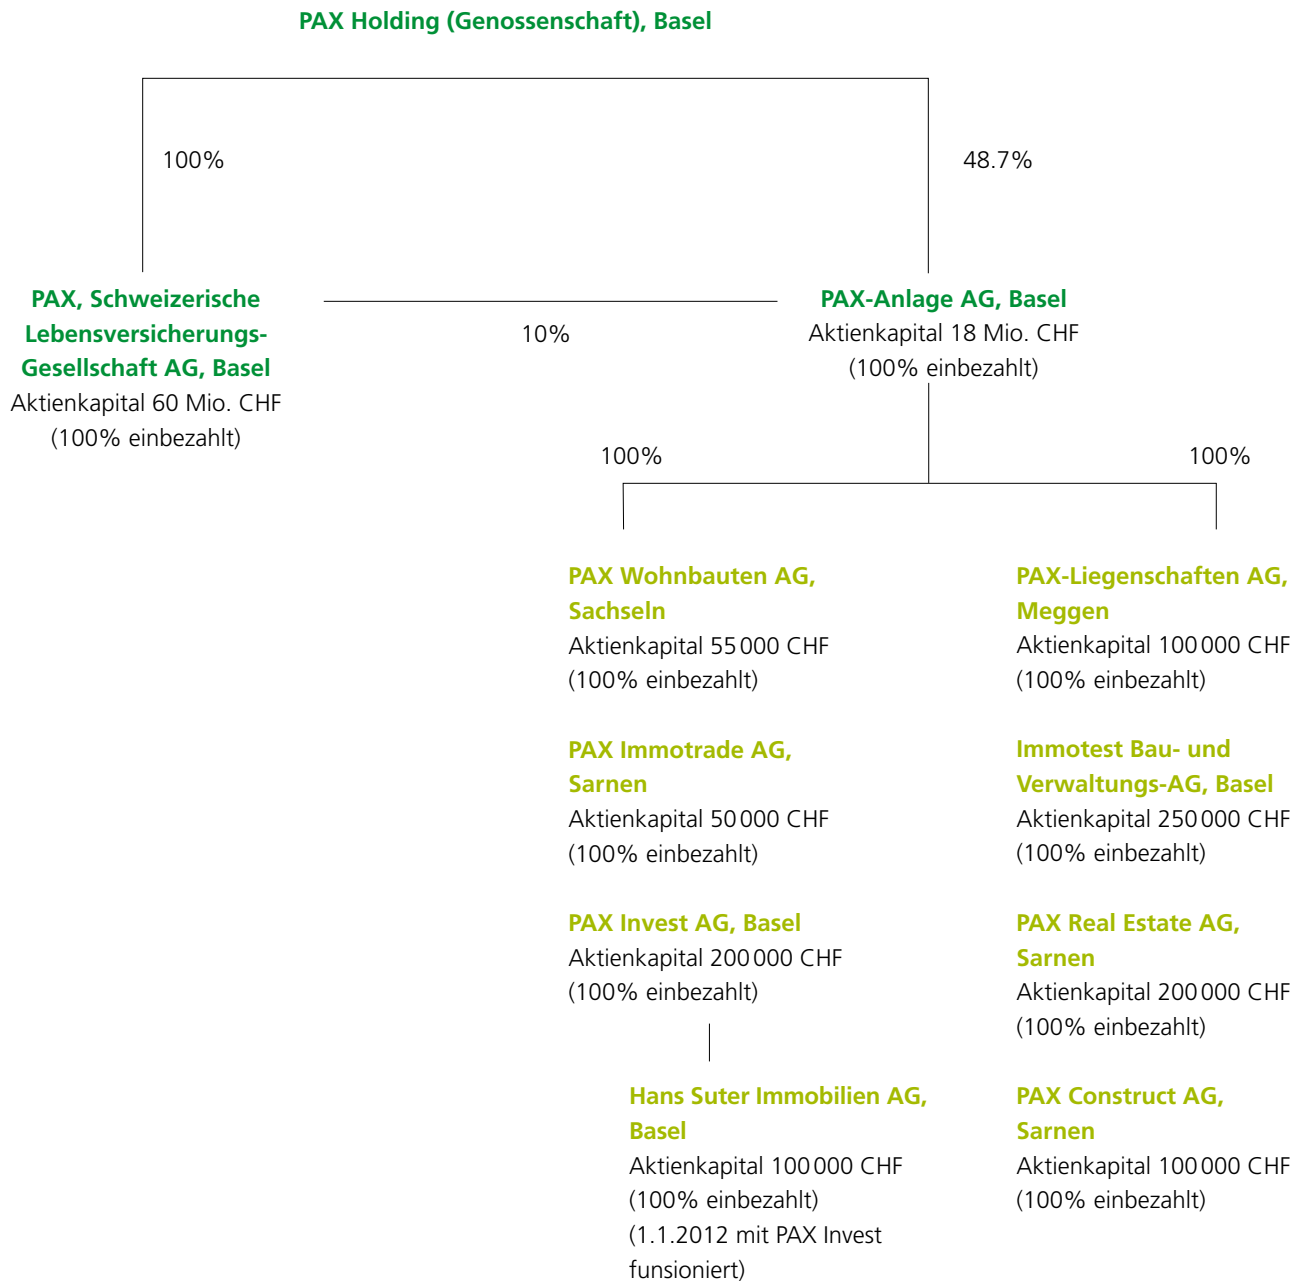 PAX Holding (Genossenschaft), Basel
100%
48.7%
PAX, Schweizerische
Lebensversicherungs-
Gesellschaft AG, Basel
Aktienkapital 60 Mio. CHF
(100% einbezahlt)
10%
PAX-Anlage AG, Basel
Aktienkapital 18 Mio. CHF
(100% einbezahlt)
100%
100%
PAX Wohnbauten AG,
Sachseln
Aktienkapital 55 000 CHF
(100% einbezahlt)
PAX Immotrade AG,
Sarnen
Aktienkapital 50 000 CHF
(100% einbezahlt)
PAX Invest AG, Basel
Aktienkapital 200 000 CHF
(100% einbezahlt)
Hans Suter Immobilien AG,
Basel
Aktienkapital 100 000 CHF
(100% einbezahlt)
(1.1.2012 mit PAX Invest
funsioniert)
PAX-Liegenschaften AG,
Meggen
Aktienkapital 100 000 CHF
(100% einbezahlt)
Immotest Bau- und
Verwaltungs-AG, Basel
Aktienkapital 250 000 CHF
(100% einbezahlt)
PAX Real Estate AG,
Sarnen
Aktienkapital 200 000 CHF
(100% einbezahlt)
PAX Construct AG,
Sarnen
Aktienkapital 100 000 CHF
(100% einbezahlt)